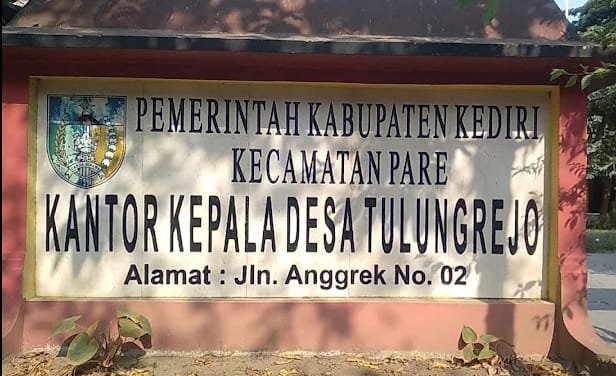 PEMERINTAH KABUPATEN KEDIRI
KECAMATAN PARE
KANTOR KEPALA DESA TULUNGREJO
Alamat : Jln. Anggrek No. 02